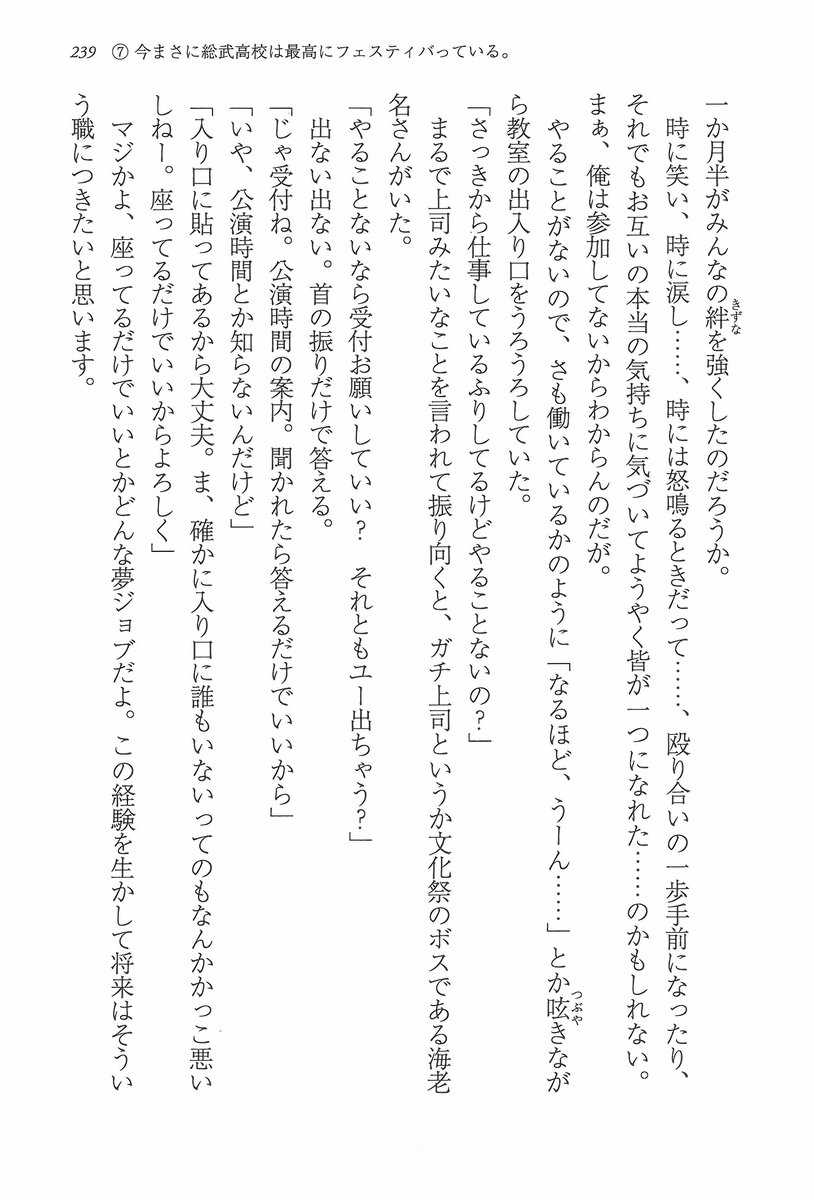 239 ⑦ 今まさに総武高校は最高にフェスティバっている。
一か月半がみんなの絆を強くしたのだろうか。
きずな
時に笑い、時に涙し……、時には怒鳴るときだって……、殴り合いの一歩手前になったり、
それでもお互いの本当の気持ちに気づいてようやく皆が一つになれた……のかもしれない。
まぁ、俺は参加してないからわからんのだが。
やることがないので、さも働いているかのように「なるほど、うーん……」とか呟きなが
つぶや
ら教室の出入り口をうろうろしていた。
「さっきから仕事しているふりしてるけどやることないの?」
まるで上司みたいなことを言われて振り向くと、ガチ上司というか文化祭のボスである海老
名さんがいた。
「やることないなら受付お願いしていい? それともユー出ちゃう?」
出ない出ない。首の振りだけで答える。
「じゃ受付ね。公演時間の案内。聞かれたら答えるだけでいいから」
「いや、公演時間とか知らないんだけど」
「入り口に貼ってあるから大丈夫。ま、確かに入り口に誰もいないってのもなんかかっこ悪い
しねー。座ってるだけでいいからよろしく」
マジかよ、座ってるだけでいいとかどんな夢ジョブだよ。この経験を生かして将来はそうい
う職につきたいと思います。